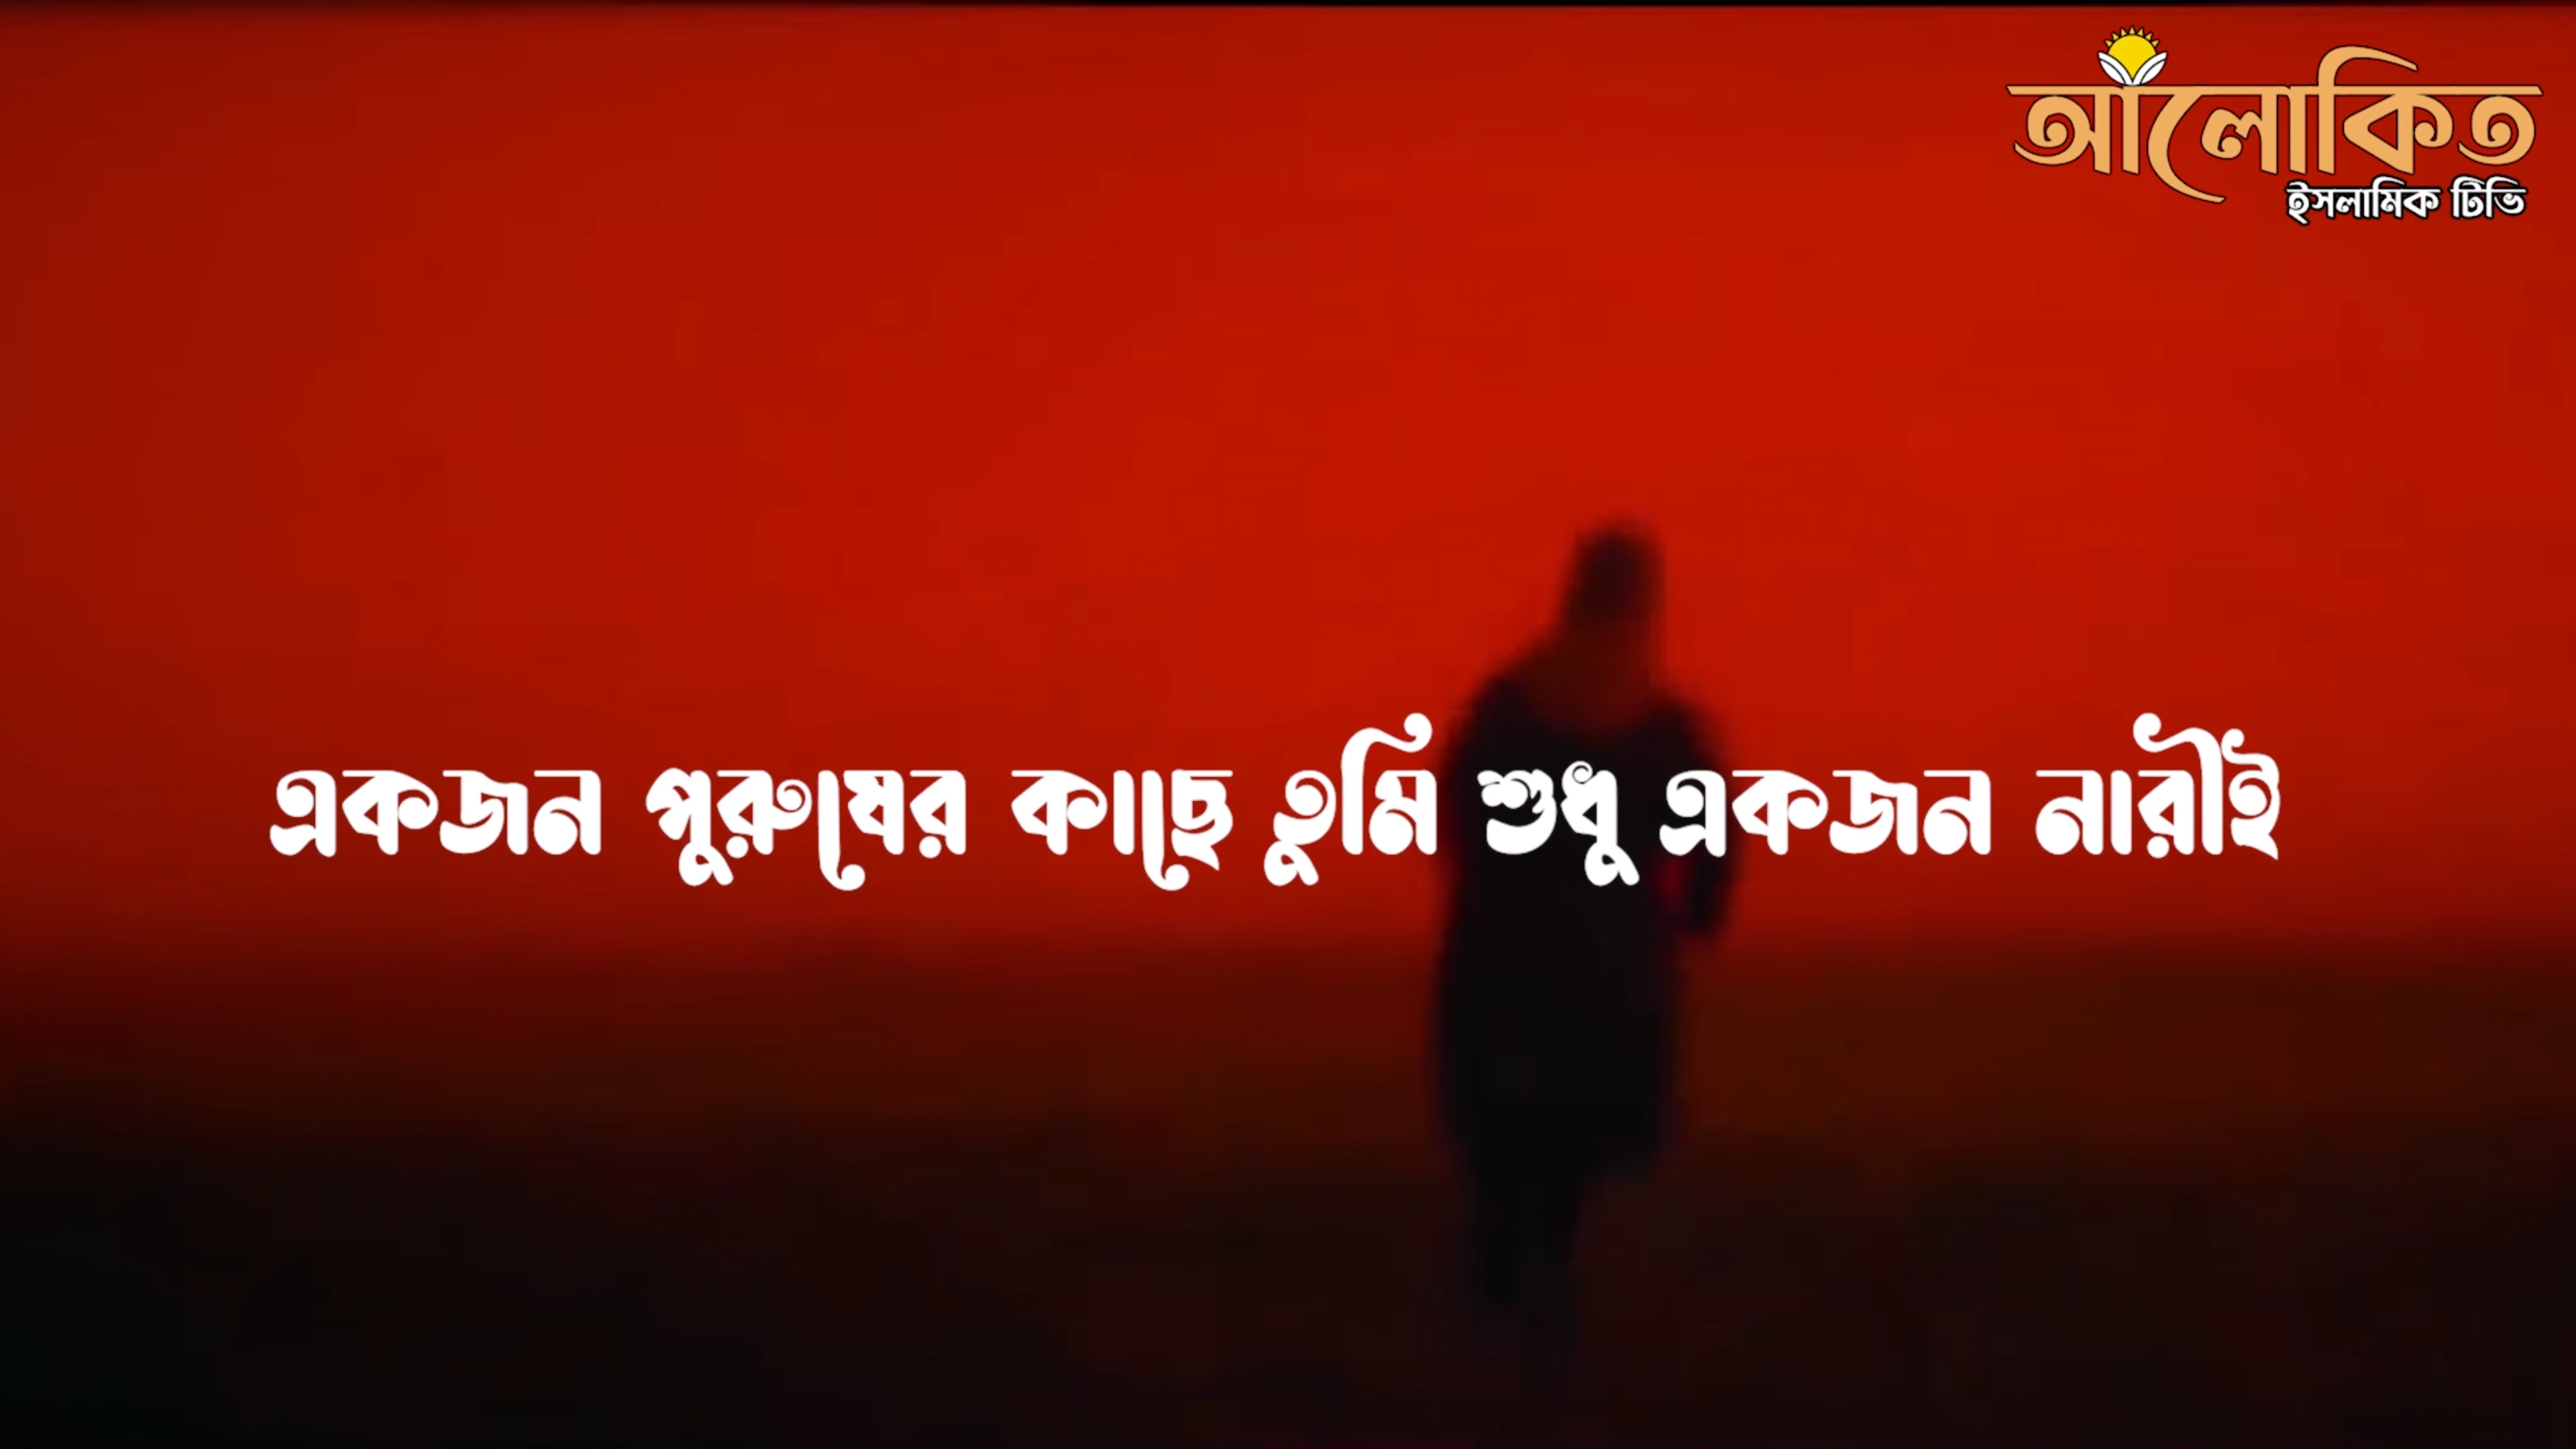 আলোকিত
ইসলামিক টিভি
একজন পুরুষের কাছে তুমি শুধু একজন নারীই